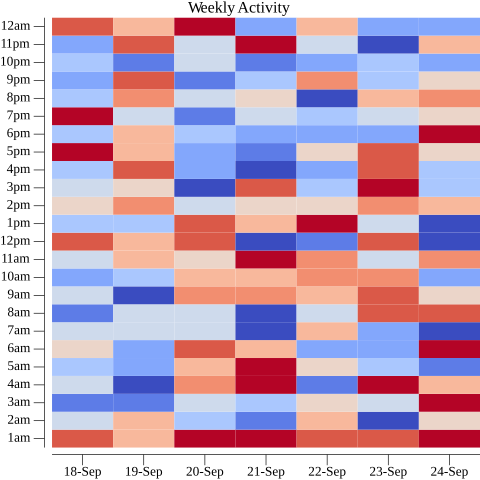 Weekly Activity
12am
11pm
10pm
9pm
8pm
7pm
6pm
5pm
4pm
3pm
2pm
1pm
12pm
11am
10am
9am
8am
7am
6am
5am
4am
3am
2am
1am
18-Sep 19-Sep 20-Sep 21-Sep 22-Sep 23-Sep 24-Sep